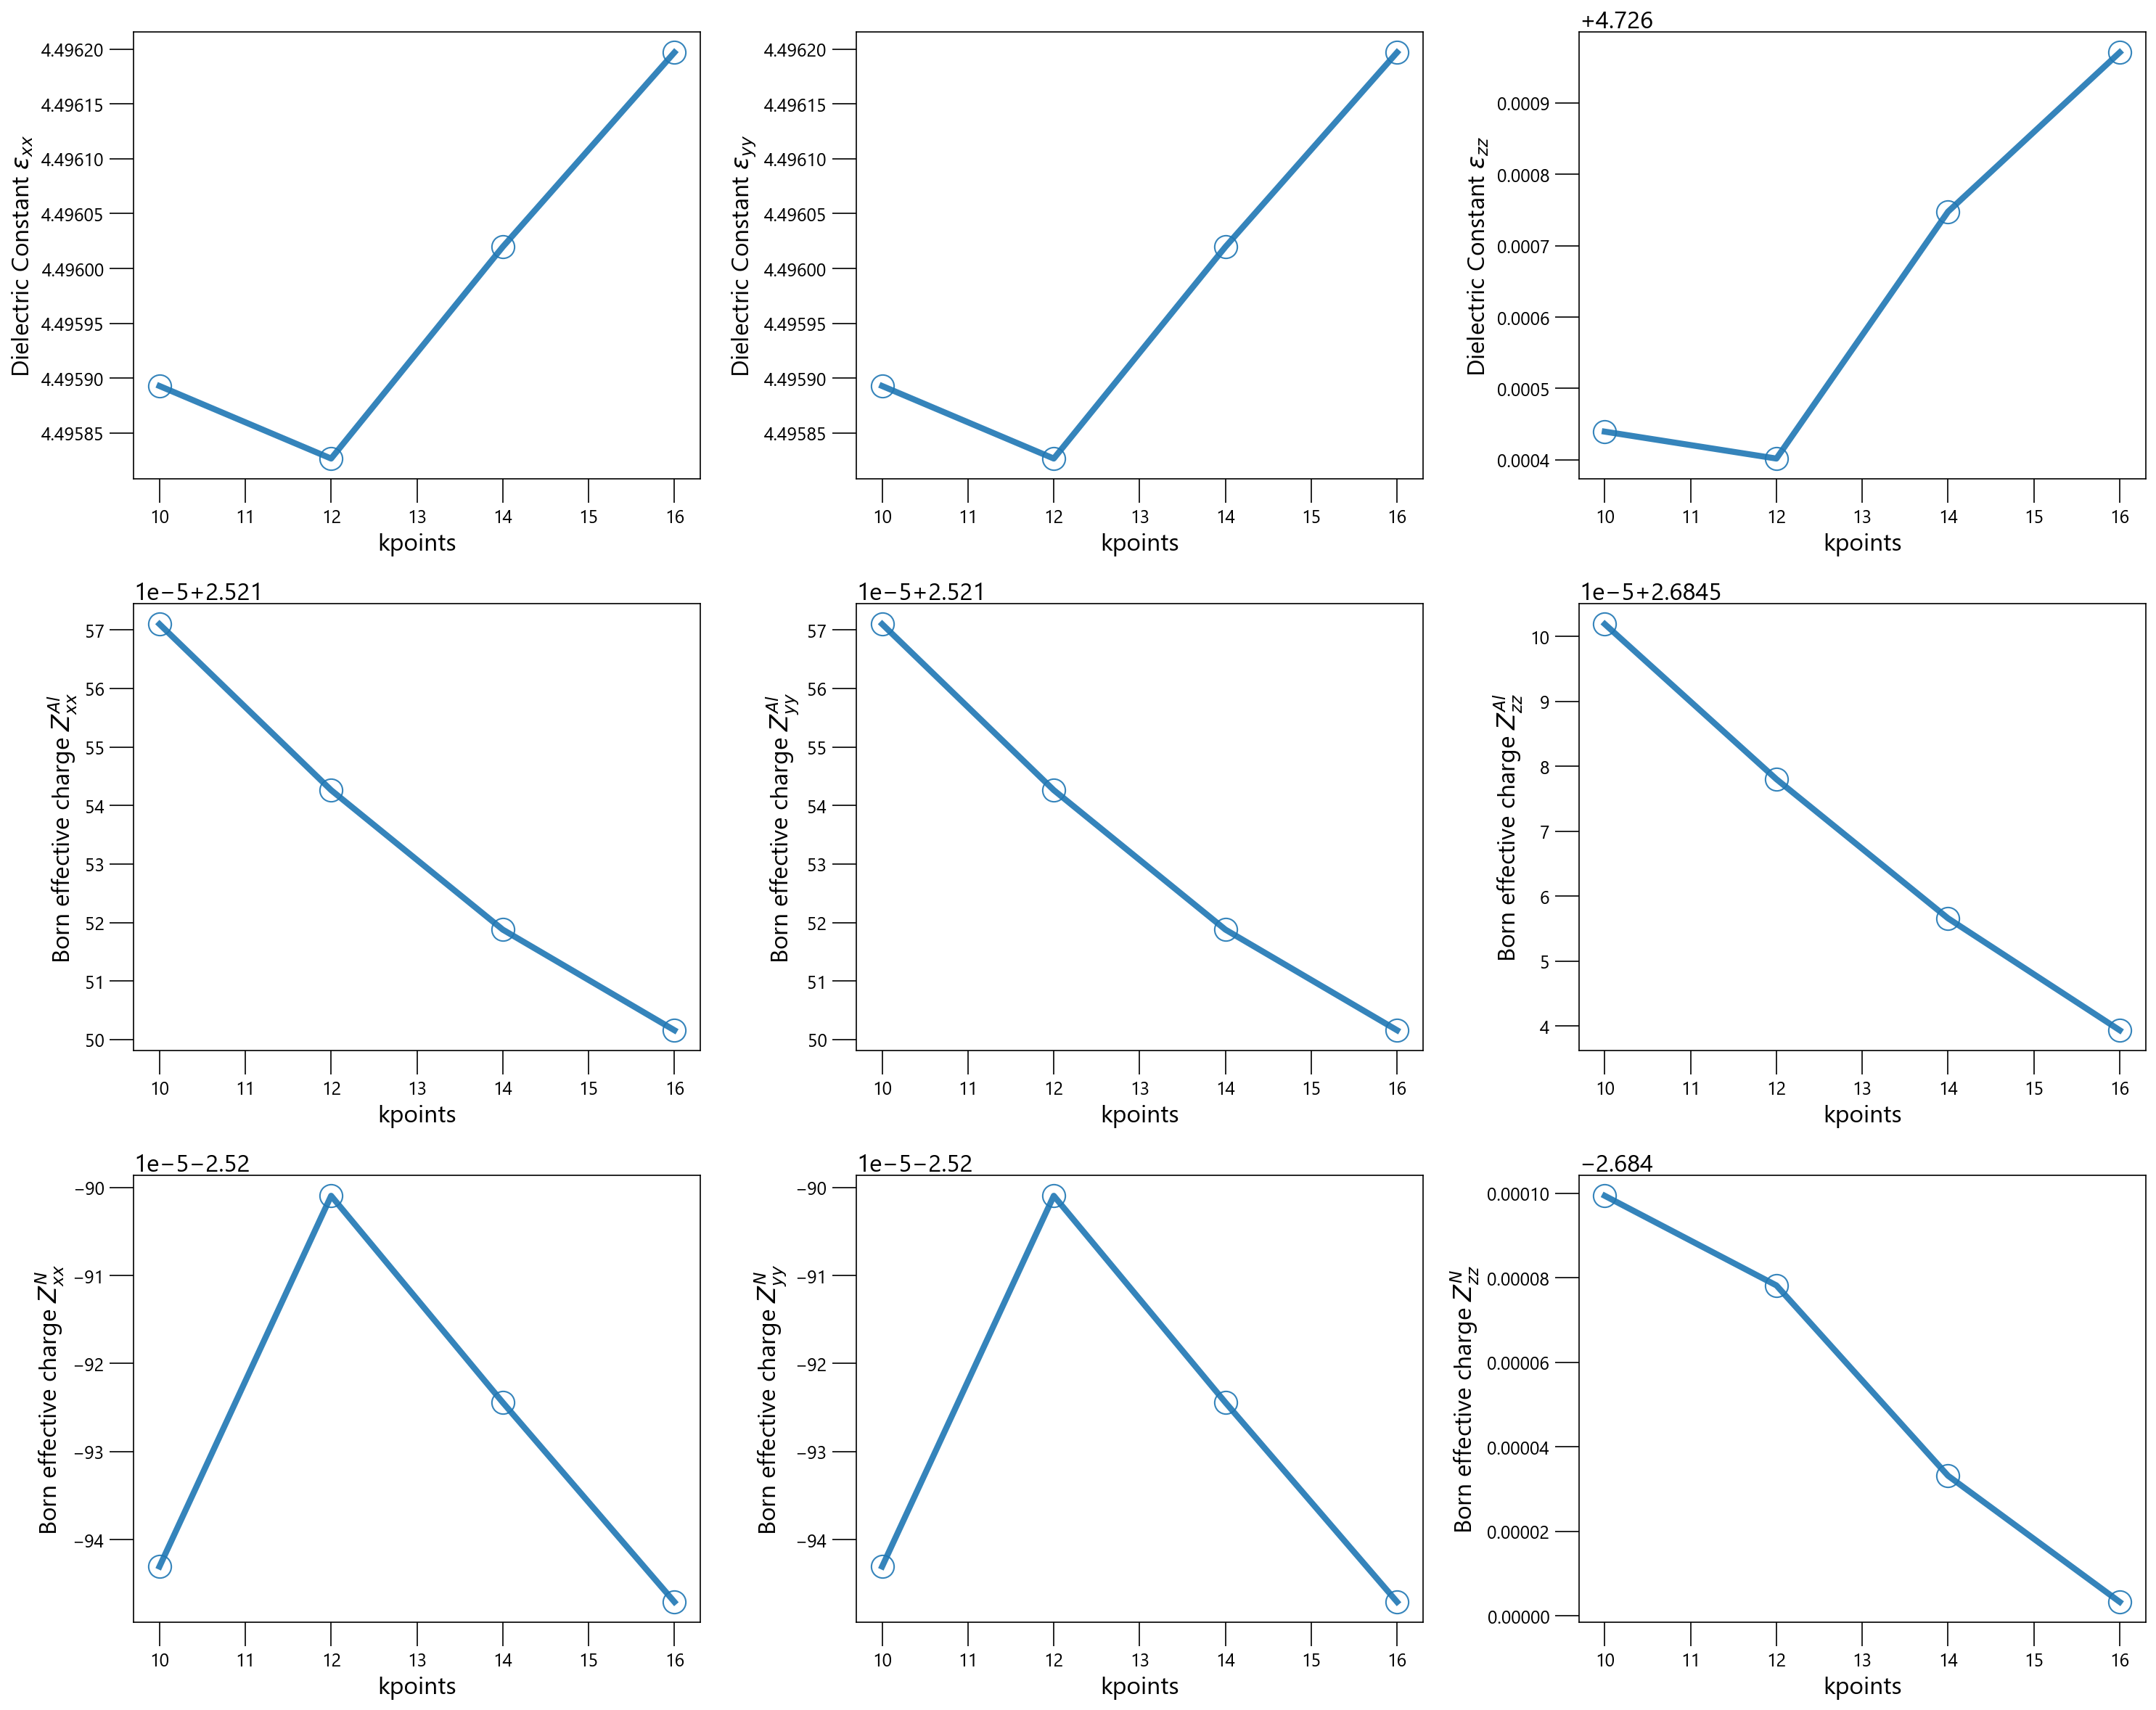 4.49620
4.49615
4.49610
4.49605
4.49600
4.49595
4.49590
4.49585
Dielectric Constant εxx
10 11 12 13 14 15 16
kpoints
4.49620
4.49615
4.49610
4.49605
4.49600
4.49595
4.49590
4.49585
Dielectric Constant εyy
10 11 12 13 14 15 16
kpoints
+4.726
0.0009
0.0008
0.0007
0.0006
0.0005
0.0004
Dielectric Constant εzz
10 11 12 13 14 15 16
kpoints
1e−5+2.521
57
56
55
54
53
52
51
50
Born effective charge Z^{Al}_{xx}
10 11 12 13 14 15 16
kpoints
1e−5+2.521
57
56
55
54
53
52
51
50
Born effective charge Z^{Al}_{yy}
10 11 12 13 14 15 16
kpoints
1e−5+2.6845
10
9
8
7
6
5
4
Born effective charge Z^{Al}_{zz}
10 11 12 13 14 15 16
kpoints
1e−5−2.52
−90
−91
−92
−93
−94
Born effective charge Z^{N}_{xx}
10 11 12 13 14 15 16
kpoints
1e−5−2.52
−90
−91
−92
−93
−94
Born effective charge Z^{N}_{yy}
10 11 12 13 14 15 16
kpoints
−2.684
0.00010
0.00008
0.00006
0.00004
0.00002
0.00000
Born effective charge Z^{N}_{zz}
10 11 12 13 14 15 16
kpoints